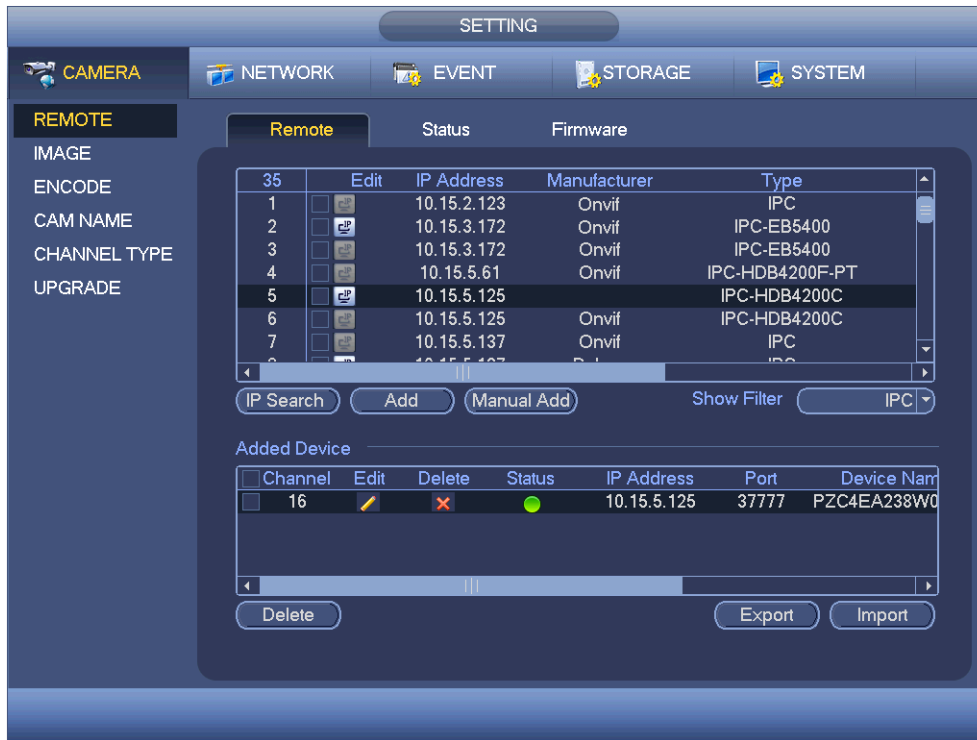 SETTING
CAMERA NETWORK EVENT STORAGE SYSTEM
REMOTE
IMAGE
ENCODE
CAM NAME
CHANNEL TYPE
UPGRADE
Remote Status Firmware
35 Edit IP Address Manufacturer Type
1 10.15.2.123 Onvif IPC
2 10.15.3.172 Onvif IPC-EB5400
3 10.15.3.172 Onvif IPC-EB5400
4 10.15.5.61 Onvif IPC-HDB4200F-PT
5 10.15.5.125 IPC-HDB4200C
6 10.15.5.125 Onvif IPC-HDB4200C
7 10.15.5.137 Onvif IPC
IP Search Add Manual Add Show Filter IPC
Added Device
Channel Edit Delete Status IP Address Port Device Nam
16 10.15.5.125 37777 PZC4EA238W0
Delete Export Import